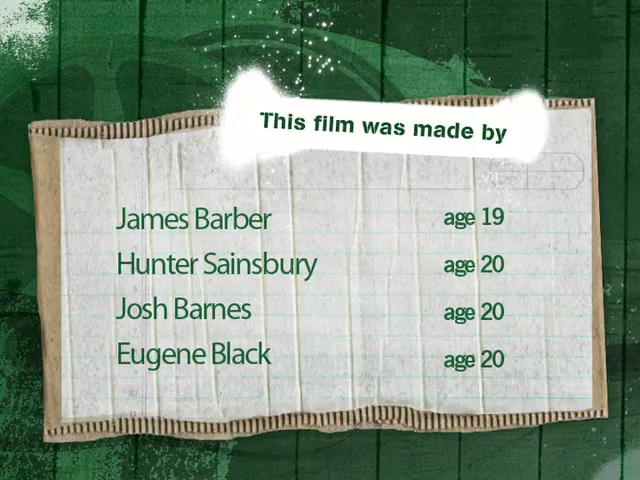 This film was made by
James Barber age 19
Hunter Sainsbury age 20
Josh Barnes age 20
Eugene Black age 20